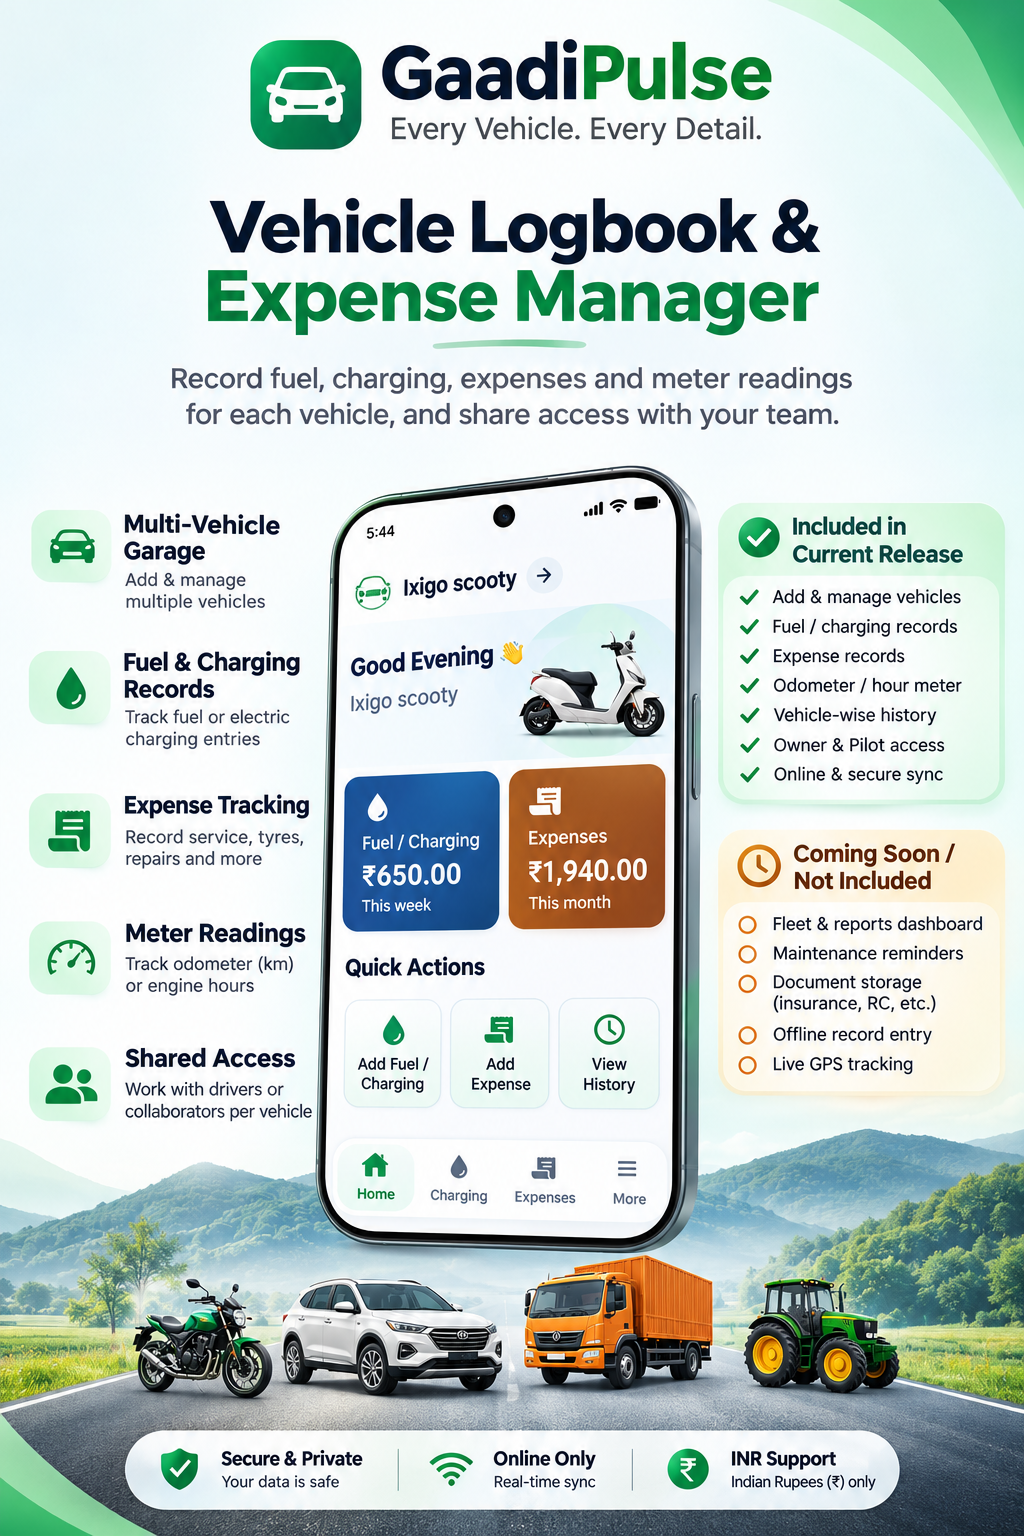 GaadiPulse
Every Vehicle. Every Detail.
Vehicle Logbook &
Expense Manager
Record fuel, charging, expenses and meter readings
for each vehicle, and share access with your team.
Multi-Vehicle
Garage
Add & manage
multiple vehicles
Fuel & Charging
Records
Track fuel or electric
charging entries
Expense Tracking
Record service, tyres,
repairs and more
Meter Readings
Track odometer (km)
or engine hours
Shared Access
Work with drivers or
collaborators per vehicle
5:44
Ixigo scooty
Good Evening 👋
Ixigo scooty
Fuel / Charging
₹650.00
This week
Expenses
₹1,940.00
This month
Quick Actions
Add Fuel /
Charging
Add
Expense
View
History
Home
Charging
Expenses
More
Included in
Current Release
Add & manage vehicles
Fuel / charging records
Expense records
Odometer / hour meter
Vehicle-wise history
Owner & Pilot access
Online & secure sync
Coming Soon /
Not Included
Fleet & reports dashboard
Maintenance reminders
Document storage
(insurance, RC, etc.)
Offline record entry
Live GPS tracking
Secure & Private
Your data is safe
Online Only
Real-time sync
₹
INR Support
Indian Rupees (₹) only